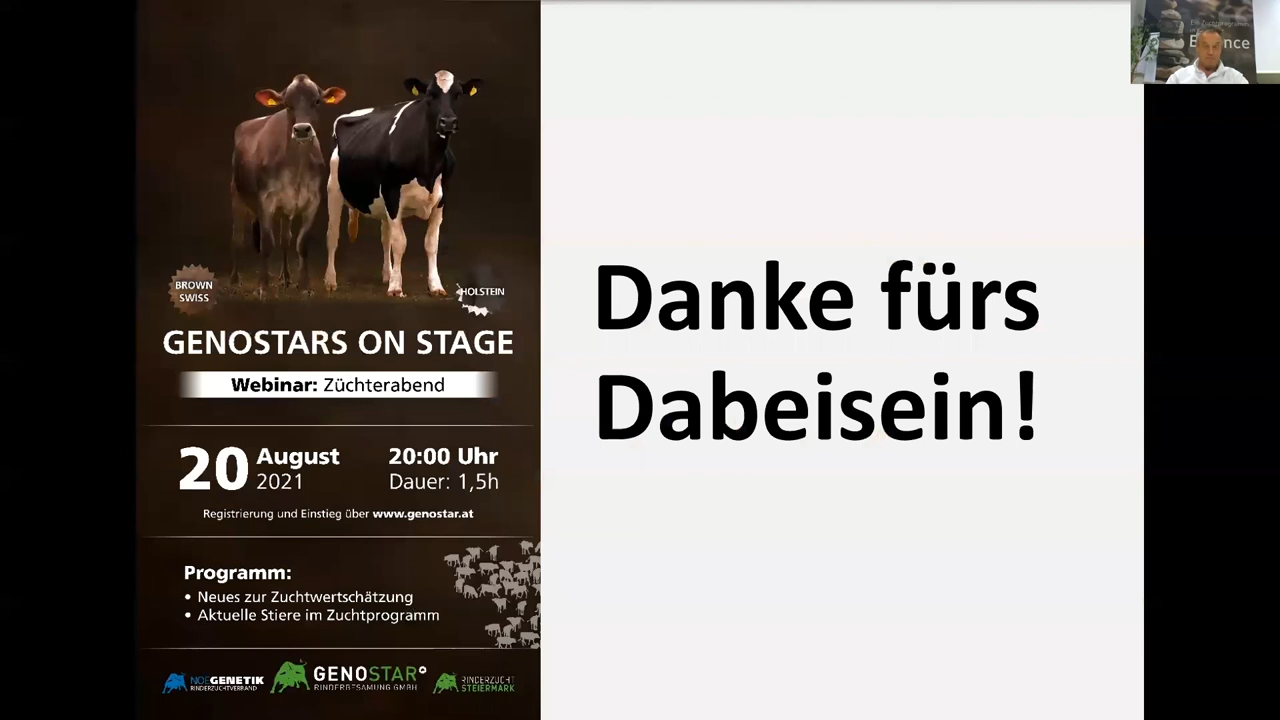 BROWN
SWISS
HOLSTEIN
GENOSTARS ON STAGE
Webinar: Züchterabend
20 August
2021
20:00 Uhr
Dauer: 1,5h
Registrierung und Einstieg über www.genostar.at
Programm:
• Neues zur Zuchtwertschätzung
• Aktuelle Stiere im Zuchtprogramm
NOEGENETIK
RINDERZUCHTVERBAND
GENOSTAR
RINDERBESAMUNG GMBH
RINDERZUCHT
STEIERMARK
Danke fürs
Dabeisein!